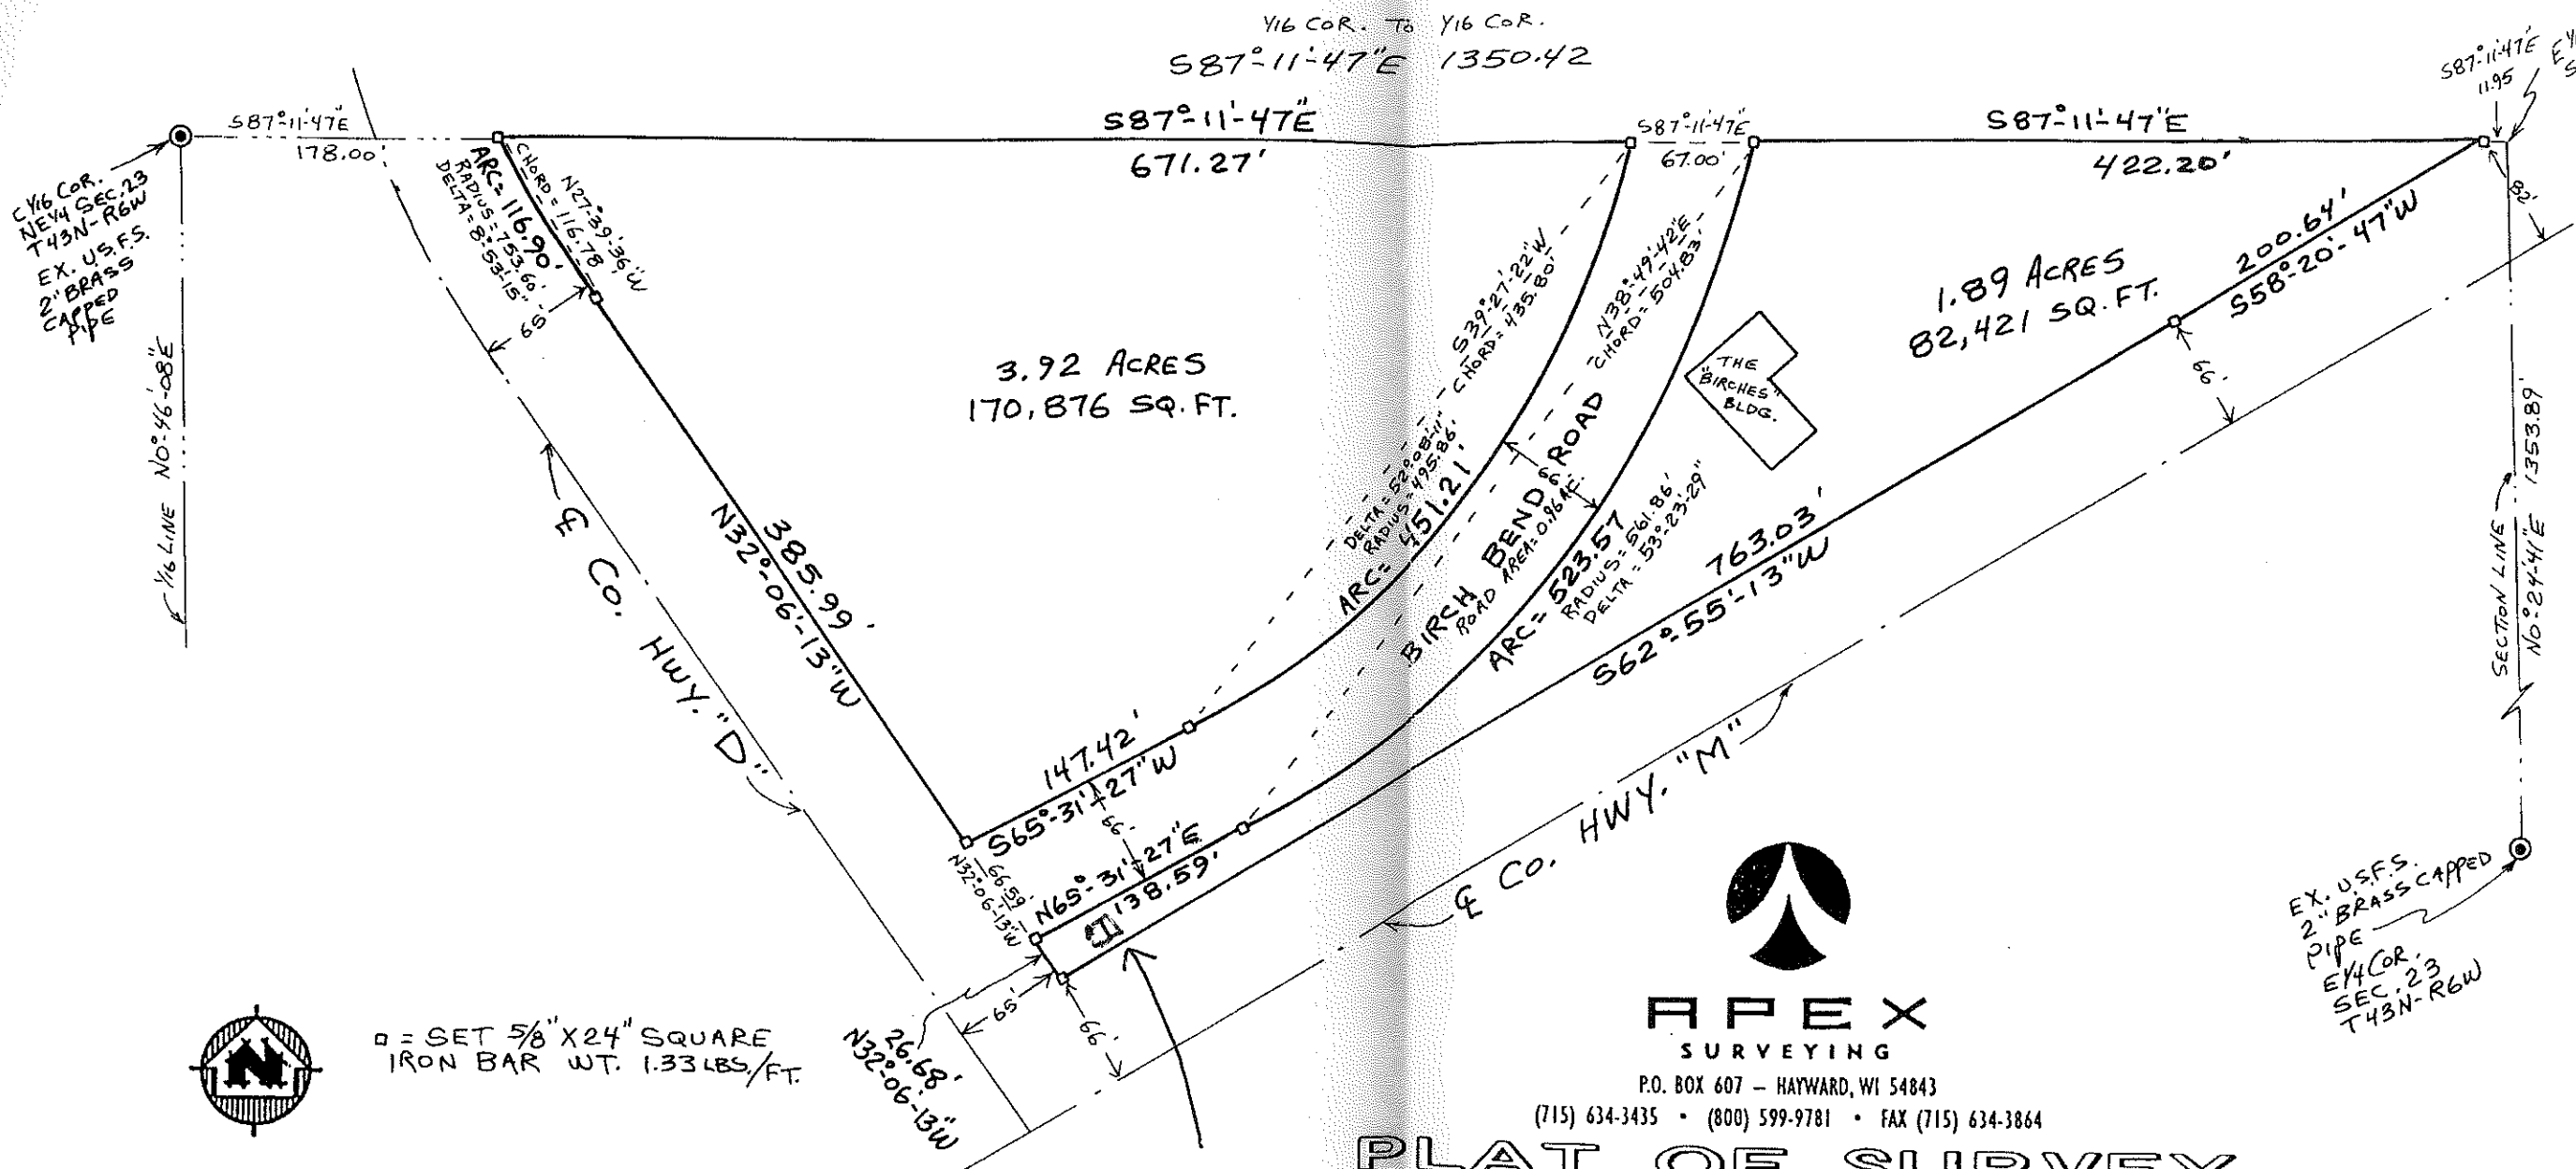 1/16 COR. TO 1/16 COR.
S87°-11'-47"E 1350.42
S87°-11'-47"E
178.00'
S87°-11'-47"E
671.27'
S87°-11'-47"E
67.00'
S87°-11'-47"E
422.20'
S87°-11'-47"E
11.95
82'
C1/16 COR.
NE1/4 SEC.23
T43N-R6W
EX. U.S.F.S.
2" BRASS
CAPPED
PIPE
1/16 LINE N0°-46'-08"E
N27°-39'-36"W
CHORD = 116.78
ARC= 116.90'
RADIUS = 753.60'
DELTA = 8°-53'-15"
65'
3.92 ACRES
170,876 SQ. FT.
S39°-27'-22"W
CHORD = 435.80'
DELTA = 52°-08'-11"
RADIUS = 495.86'
ARC= 451.21'
N38°-49'-42"E
CHORD = 504.83'
66'
BIRCH BEND ROAD
ROAD AREA= 0.96 AC.
ARC= 523.57
RADIUS = 561.86'
DELTA = 53°-23'-29"
THE
"BIRCHES"
BLDG.
1.89 ACRES
82,421 SQ. FT.
200.64'
S58°-20'-47"W
66'
763.03'
S62°-55'-13"W
SECTION LINE
N0°-24'-41"E 1353.89'
385.99'
N32°-06'-13"W
℄ CO. HWY. "D"
147.42'
S65°-31'-27"W
66'
66.59'
N32°-06'-13"W
N65°-31'-27"E
138.59'
65'
66'
26.68'
N32°-06'-13"W
℄ CO. HWY. "M"
EX. U.S.F.S.
2" BRASS CAPPED
PIPE
E1/4 COR.
SEC. 23
T43N-R6W
N
□ = SET 5/8" X 24" SQUARE
IRON BAR WT. 1.33 LBS./FT.
APEX
SURVEYING
P.O. BOX 607 – HAYWARD, WI 54843
(715) 634-3435 • (800) 599-9781 • FAX (715) 634-3864
PLAT OF SURVEY